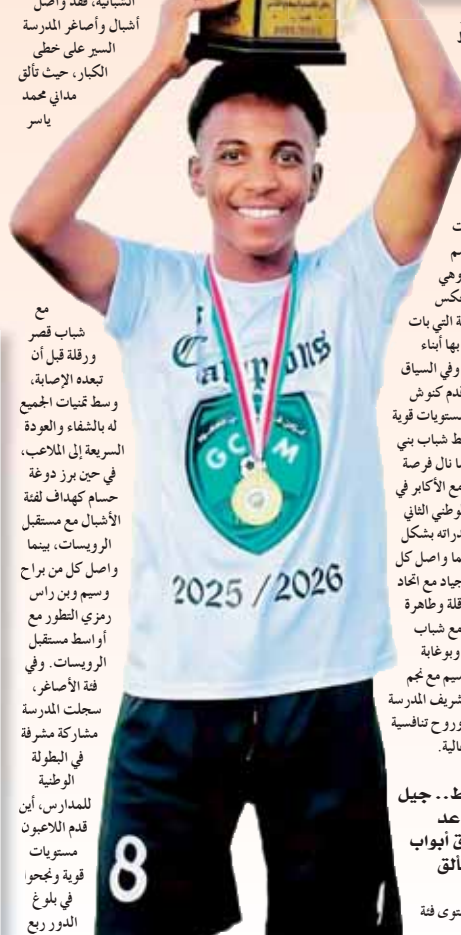 الشبانية، فقد واصل
أشبال وأصاغر المدرسة
السير على خطى
الكبار، حيث تألق
مداني محمد
ياسر
مع
شباب قصر
ورقلة قبل أن
تبعده الإصابة،
وسط تمنيات الجميع
له بالشفاء والعودة
السريعة إلى الملاعب،
في حين برز دوغة
حسام كهداف لفئة
الأشبال مع مستقبل
الرويسات، بينما
واصل كل من براح
وسيم وبن راس
رمزي التطور مع
أواسط مستقبل
الرويسات. وفي
فئة الأصاغر،
سجلت المدرسة
مشاركة مشرفة
في البطولة
الوطنية
للمدارس، أين
قدم اللاعبون
مستويات
قوية ونجحوا
في بلوغ
الدور ربع
Champions
GCM
2025/2026
8
وهي
ة التي بات
بها أبناء
وفي السياق
قدم كنوش
مستويات قوية
ط شباب بني
ما نال فرصة
مع الأكابر في
لوطني الثاني
دراته بشكل
ما واصل كل
جياد مع اتحاد
قلة وطاهرة
مع شباب
وبوغابة
سيم مع نجم
شريف المدرسة
وروح تنافسية
عالية.
ط.. جيل
عد
ق أبواب
ألق
توى فئة